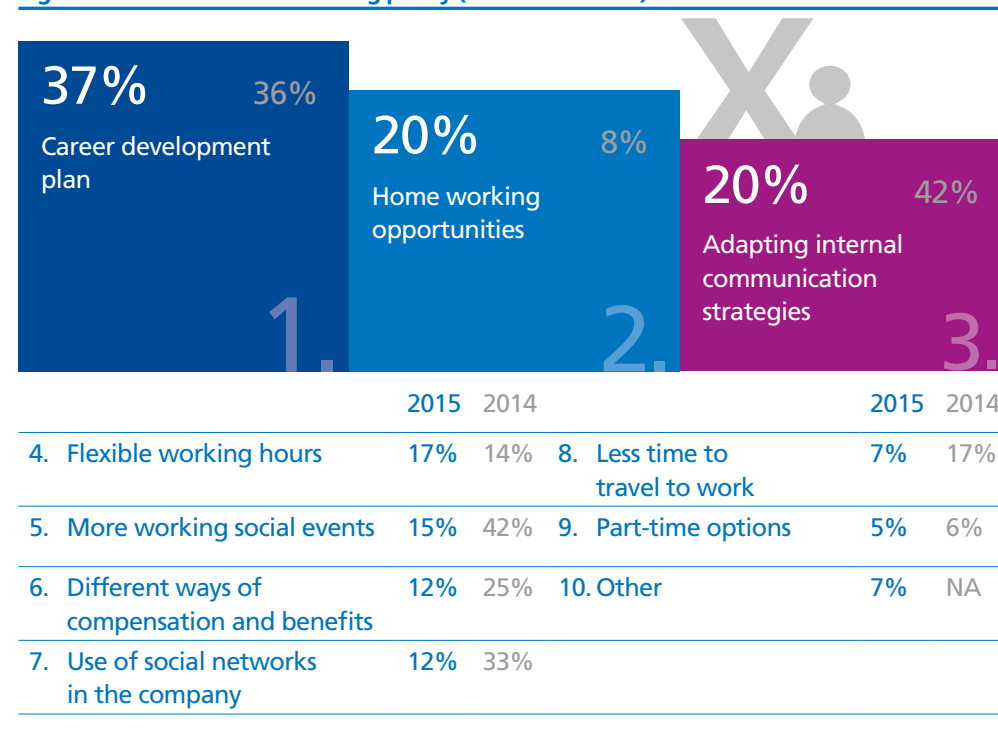 37% 36%
Career development
plan
1.
20% 8%
Home working
opportunities
2.
X
20% 42%
Adapting internal
communication
strategies
3.
2015 2014
4. Flexible working hours 17% 14%
5. More working social events 15% 42%
6. Different ways of
compensation and benefits 12% 25%
7. Use of social networks
in the company 12% 33%
2015 2014
8. Less time to
travel to work 7% 17%
9. Part-time options 5% 6%
10. Other 7% NA